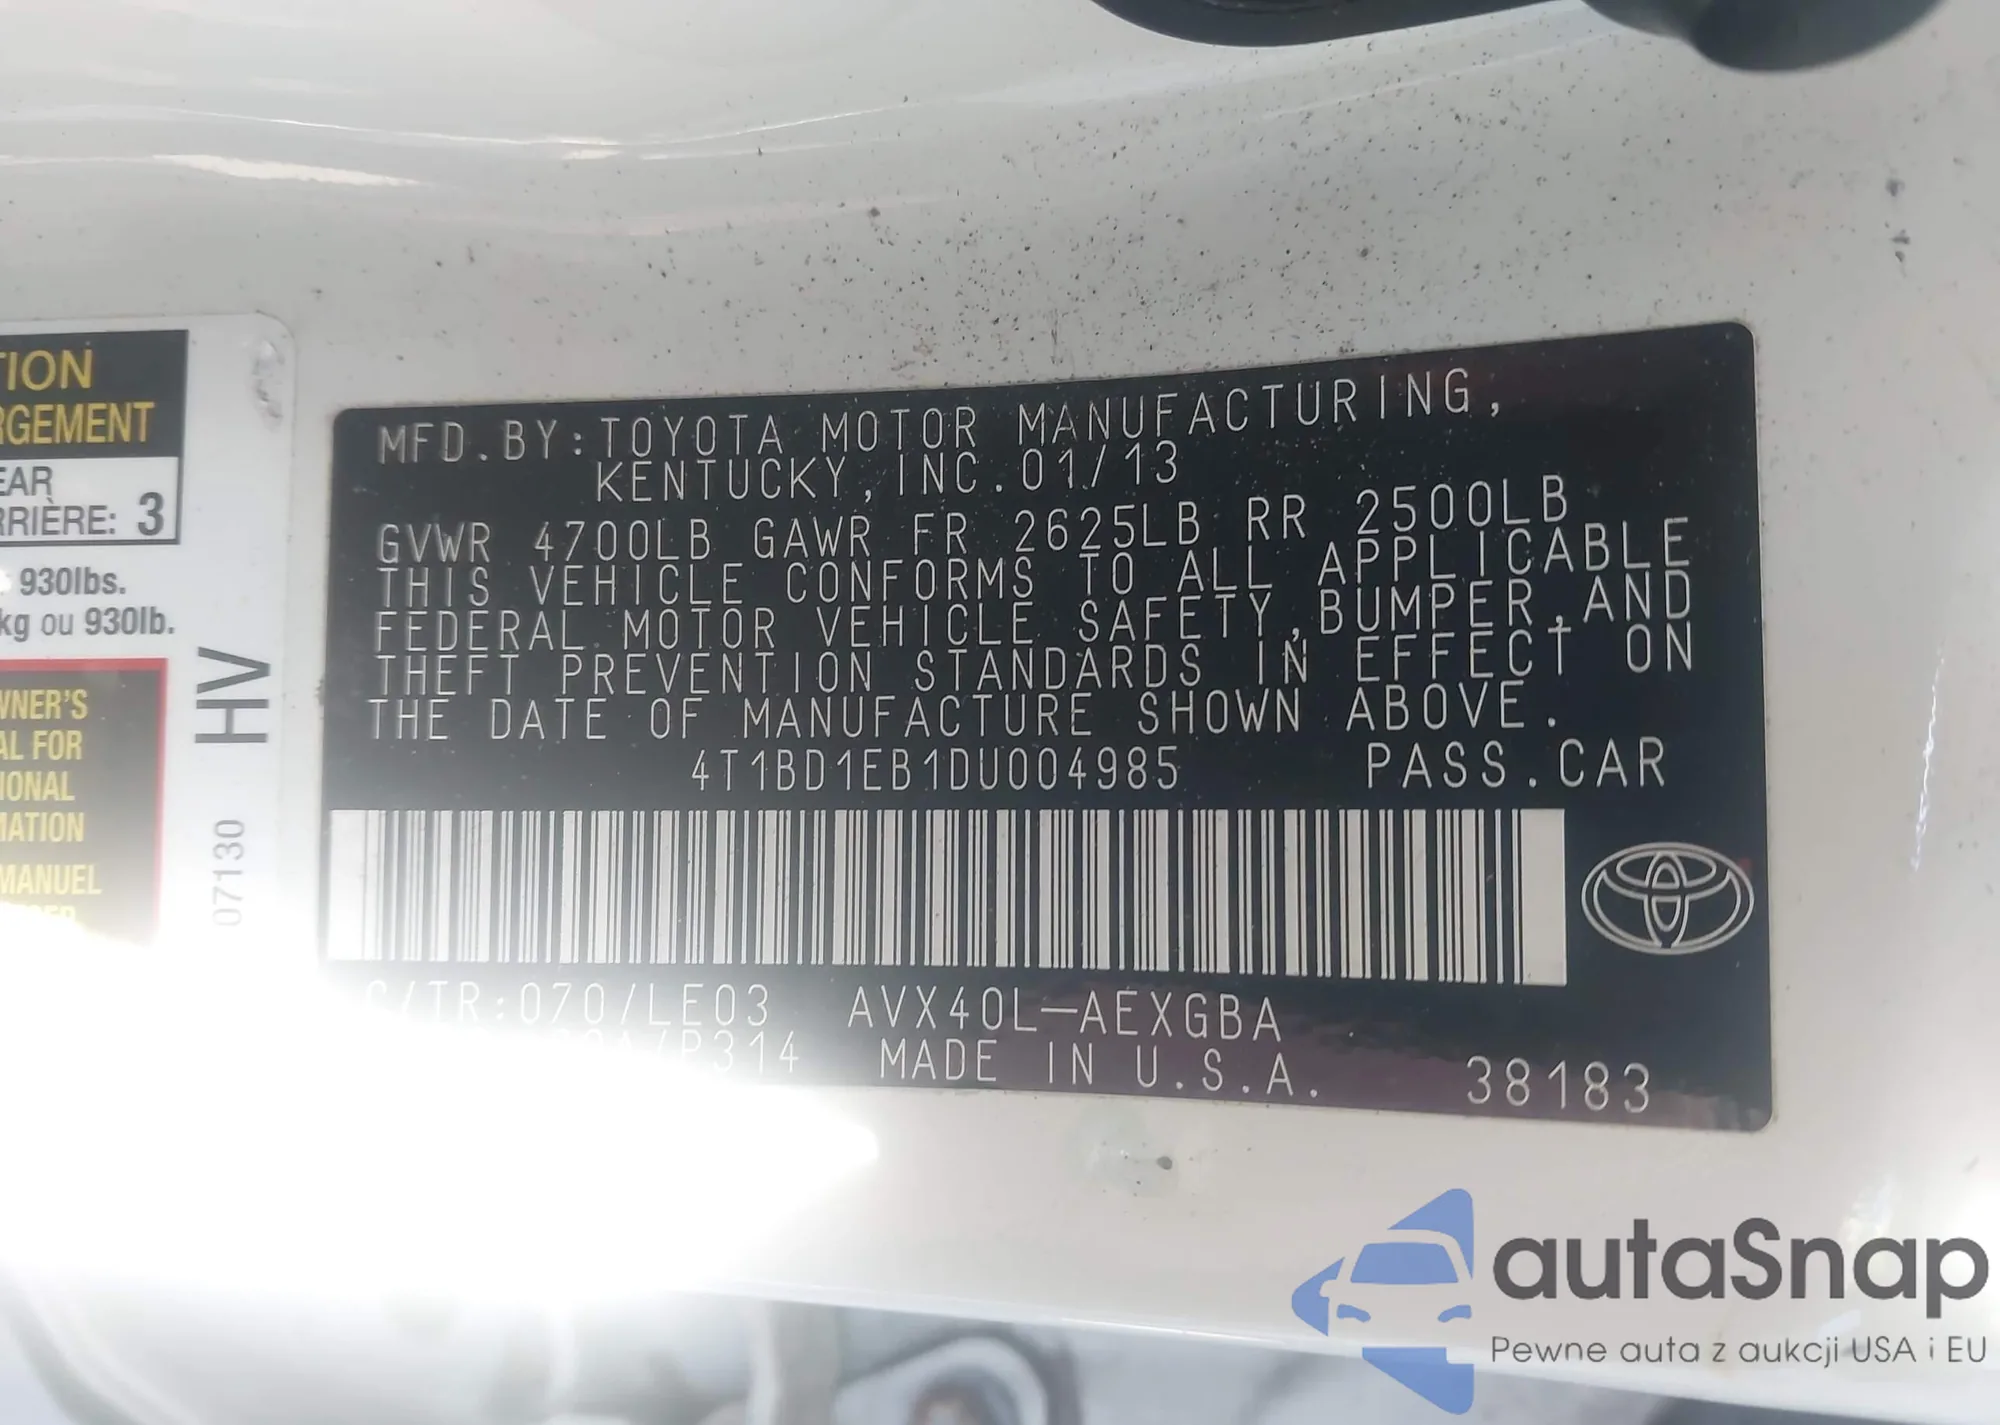 TION
RGEMENT
EAR
RRIÈRE: 3
930lbs.
kg ou 930lb.
WNER'S
AL FOR
IONAL
MATION
MANUEL
HV
07130
MFD.BY:TOYOTA MOTOR MANUFACTURING,
KENTUCKY,INC.01/13
GVWR 4700LB GAWR FR 2625LB RR 2500LB
THIS VEHICLE CONFORMS TO ALL APPLICABLE
FEDERAL MOTOR VEHICLE SAFETY,BUMPER,AND
THEFT PREVENTION STANDARDS IN EFFECT ON
THE DATE OF MANUFACTURE SHOWN ABOVE.
4T1BD1EB1DU004985 PASS.CAR
C/TR:070/LE03 AVX40L-AEXGBA
/P314 MADE IN U.S.A. 38183
autaSnap
Pewne auta z aukcji USA i EU